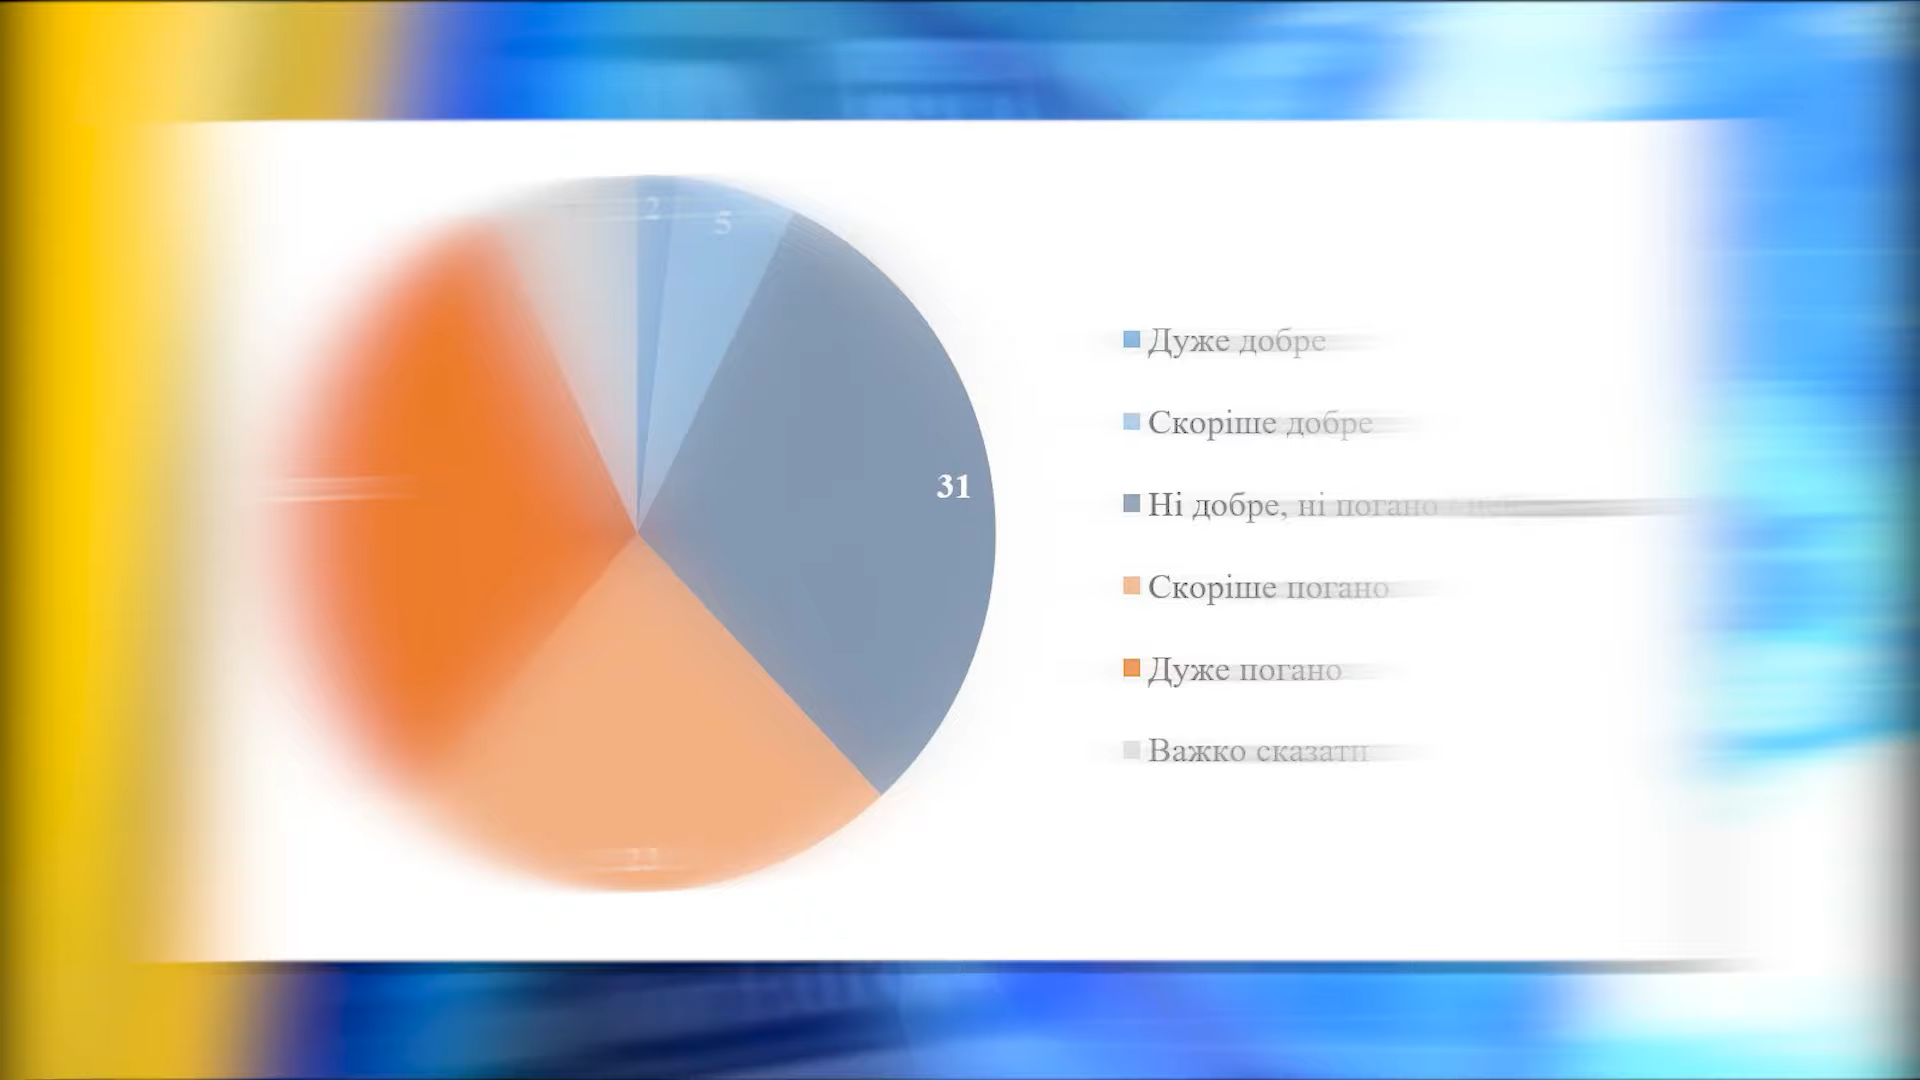 2
5
31
Дуже добре
Скоріше добре
Ні добре, ні погано
Скоріше погано
Дуже погано
Важко сказати